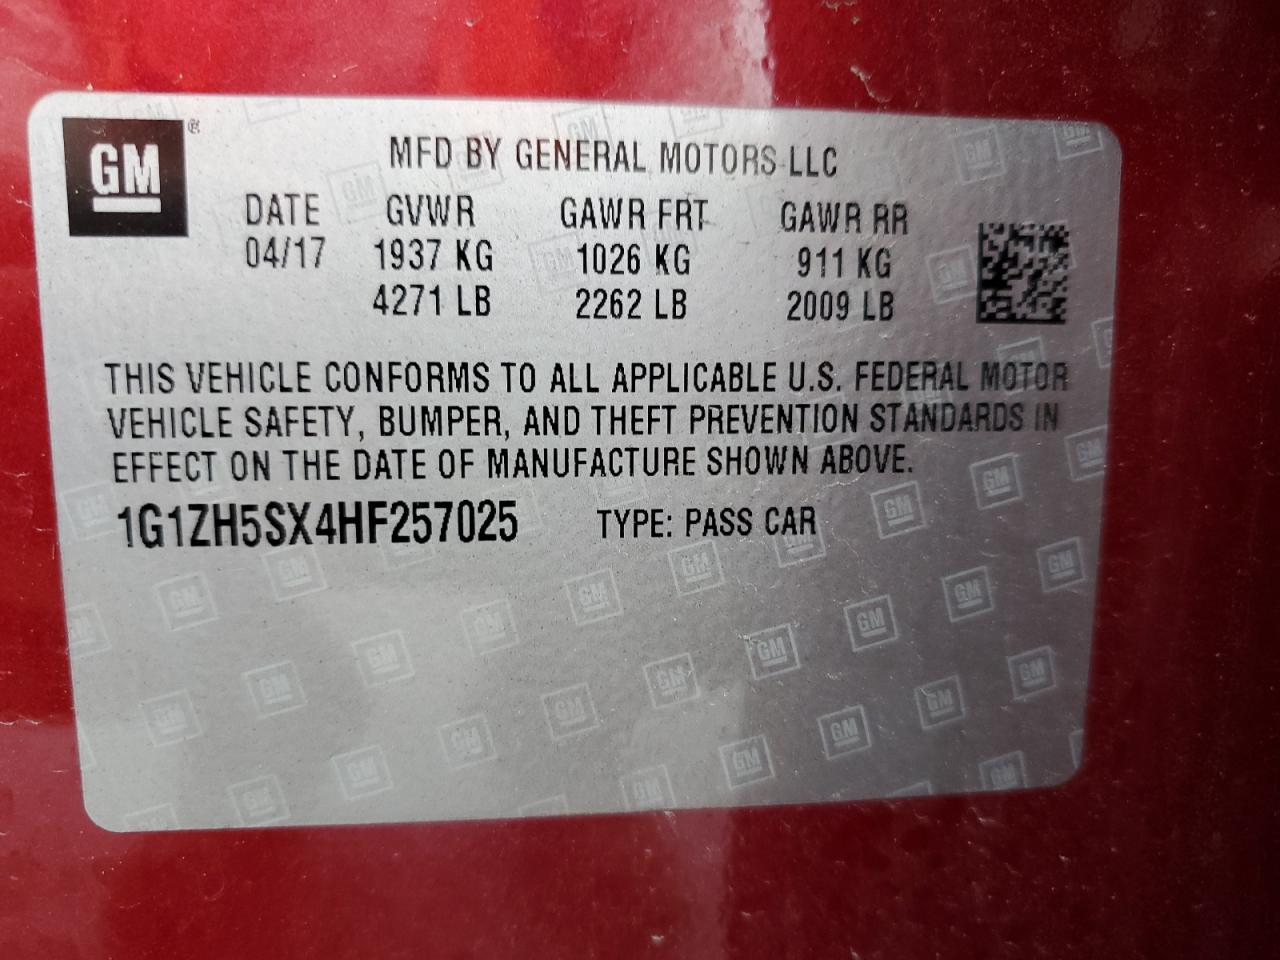 GM
MFD BY GENERAL MOTORS LLC
DATE GVWR GAWR FRT GAWR RR
04/17 1937 KG 1026 KG 911 KG
4271 LB 2262 LB 2009 LB
THIS VEHICLE CONFORMS TO ALL APPLICABLE U.S. FEDERAL MOTOR
VEHICLE SAFETY, BUMPER, AND THEFT PREVENTION STANDARDS IN
EFFECT ON THE DATE OF MANUFACTURE SHOWN ABOVE.
1G1ZH5SX4HF257025 TYPE: PASS CAR